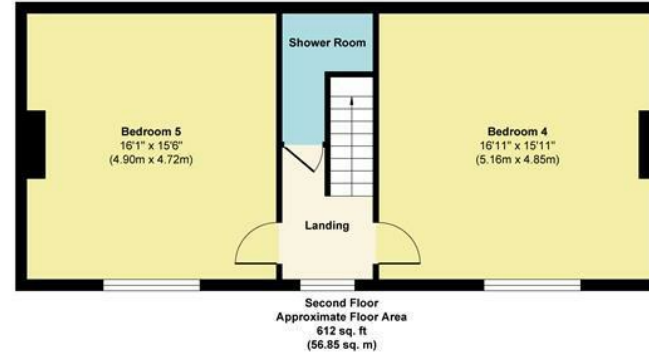 Shower Room
Bedroom 5
16'1" x 15'6"
(4.90m x 4.72m)
Bedroom 4
16'11" x 15'11"
(5.16m x 4.85m)
Landing
Second Floor
Approximate Floor Area
612 sq. ft
(56.85 sq. m)